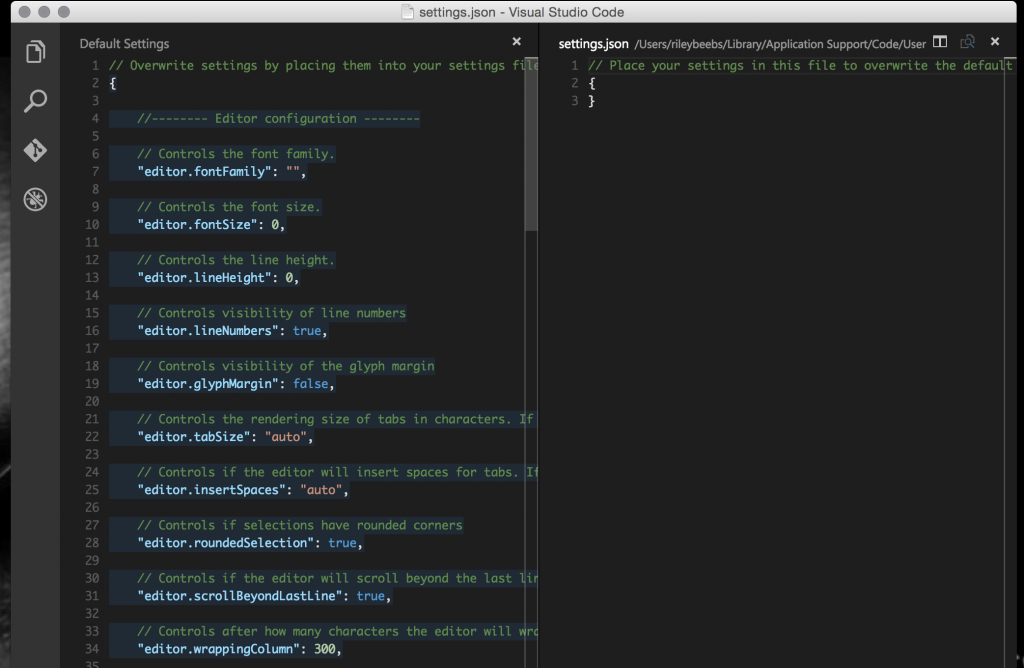 settings.json - Visual Studio Code
Default Settings
1 // Overwrite settings by placing them into your settings file
2 {
3
4 //-------- Editor configuration --------
5
6 // Controls the font family.
7 "editor.fontFamily": "",
8
9 // Controls the font size.
10 "editor.fontSize": 0,
11
12 // Controls the line height.
13 "editor.lineHeight": 0,
14
15 // Controls visibility of line numbers
16 "editor.lineNumbers": true,
17
18 // Controls visibility of the glyph margin
19 "editor.glyphMargin": false,
20
21 // Controls the rendering size of tabs in characters. If
22 "editor.tabSize": "auto",
23
24 // Controls if the editor will insert spaces for tabs. If
25 "editor.insertSpaces": "auto",
26
27 // Controls if selections have rounded corners
28 "editor.roundedSelection": true,
29
30 // Controls if the editor will scroll beyond the last lin
31 "editor.scrollBeyondLastLine": true,
32
33 // Controls after how many characters the editor will wra
34 "editor.wrappingColumn": 300,
35
settings.json /Users/rileybeebs/Library/Application Support/Code/User
1 // Place your settings in this file to overwrite the default
2 {
3 }